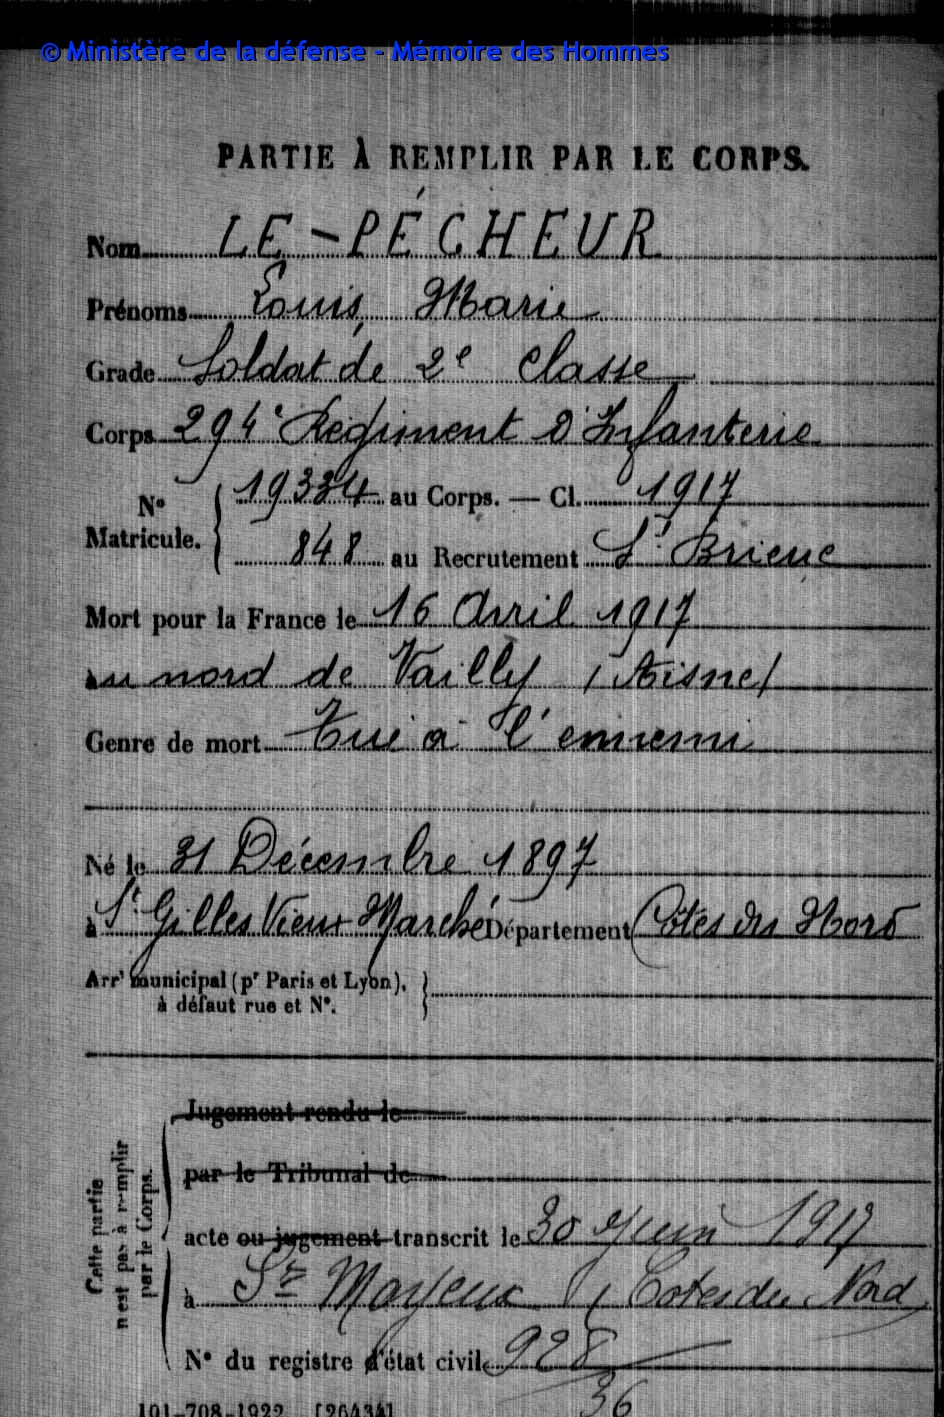 © Ministère de la défense - Mémoire des Hommes
PARTIE À REMPLIR PAR LE CORPS.
Nom LE-PÉCHEUR
Prénoms Louis, Marie
Grade Soldat de 2e Classe
Corps 294e Régiment d'Infanterie
No Matricule. { 19334 au Corps. — Cl. 1917
848 au Recrutement St Brieuc
Mort pour la France le 16 Avril 1917
au nord de Vailly (Aisne)
Genre de mort Tué à l'ennemi
Né le 31 Décembre 1897
à St Gilles Vieux Marché Département Côtes du Nord
Arrt municipal (pr Paris et Lyon), }
à défaut rue et No.
Cette partie
n'est pas à remplir
par le Corps.
Jugement rendu le
par le Tribunal de
acte ou jugement transcrit le 30 Juin 1917
à St Mayeux (Cotes du Nord
No du registre d'état civil 928
36
101-708-1922. [26434]